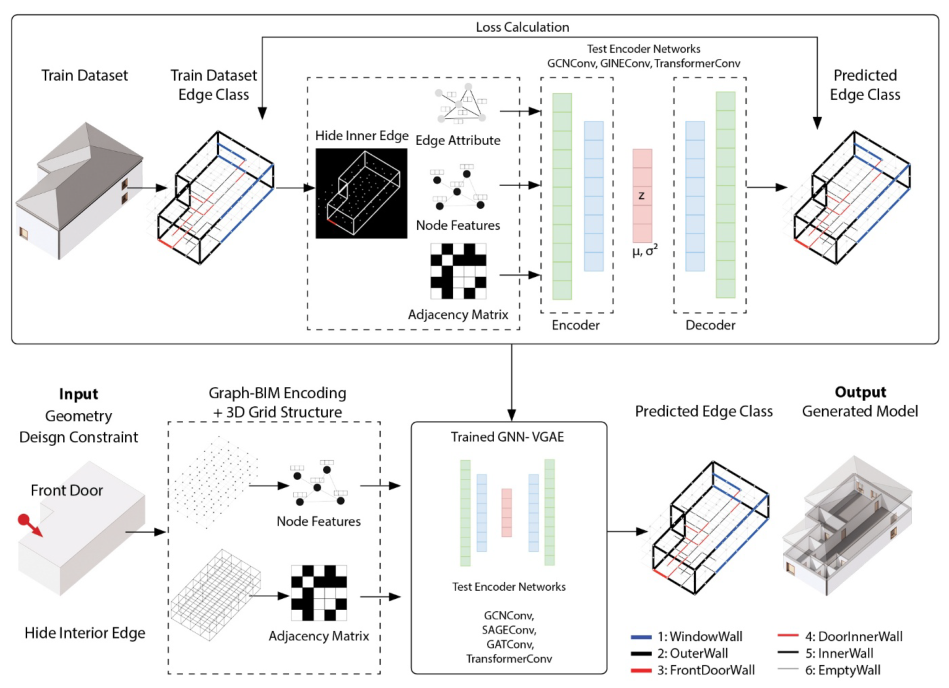 Loss Calculation
Train Dataset
Train Dataset
Edge Class
Test Encoder Networks
GCNConv, GINEConv, TransformerConv
Predicted
Edge Class
Hide Inner Edge
Edge Attribute
Node Features
Adjacency Matrix
z
μ, σ²
Encoder
Decoder
Input
Geometry
Deisgn Constraint
Front Door
Hide Interior Edge
Graph-BIM Encoding
+ 3D Grid Structure
Node Features
Adjacency Matrix
Trained GNN- VGAE
Test Encoder Networks
GCNConv,
SAGEConv,
GATConv,
TransformerConv
Predicted Edge Class
Output
Generated Model
1: WindowWall
2: OuterWall
3: FrontDoorWall
4: DoorInnerWall
5: InnerWall
6: EmptyWall